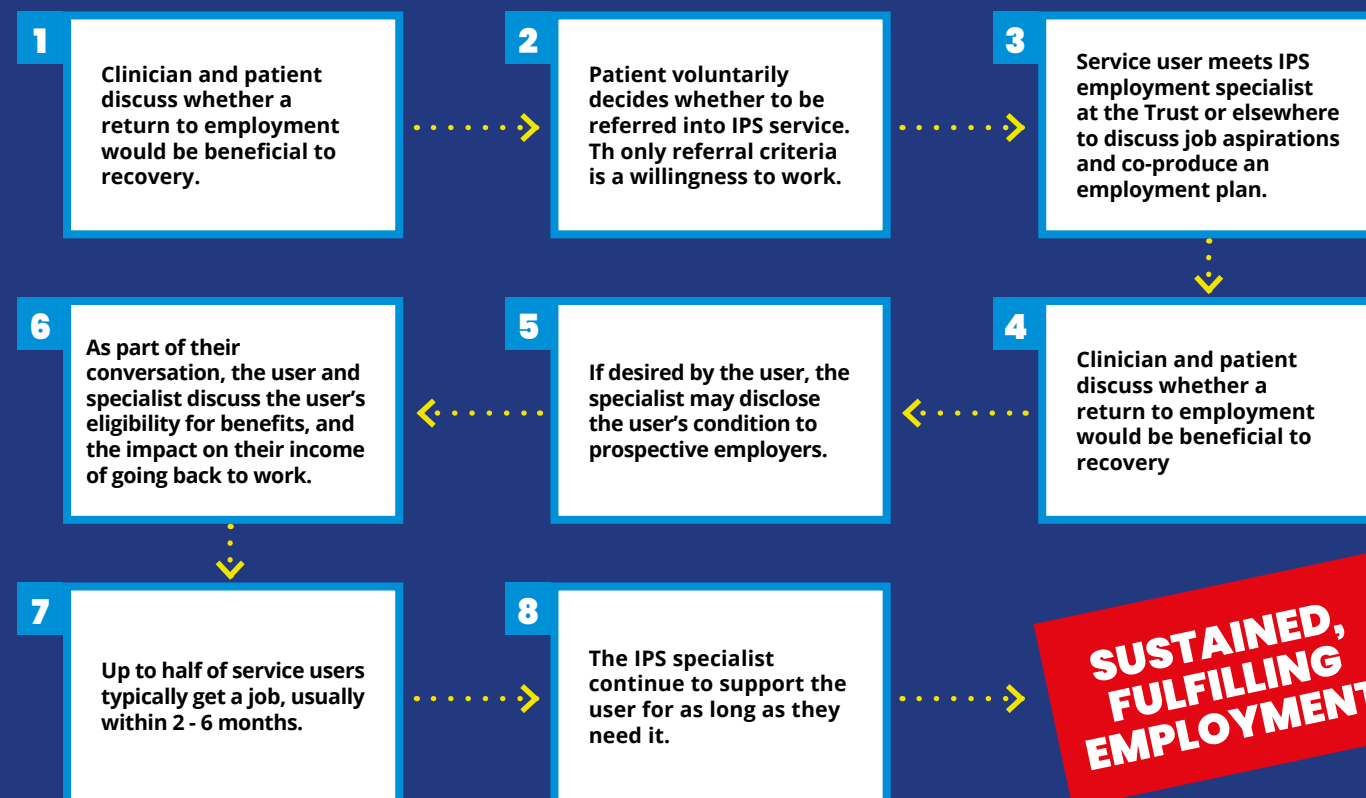 1
Clinician and patient
discuss whether a
return to employment
would be beneficial to
recovery.
2
Patient voluntarily
decides whether to be
referred into IPS service.
Th only referral criteria
is a willingness to work.
3
Service user meets IPS
employment specialist
at the Trust or elsewhere
to discuss job aspirations
and co-produce an
employment plan.
4
Clinician and patient
discuss whether a
return to employment
would be beneficial to
recovery
5
If desired by the user, the
specialist may disclose
the user’s condition to
prospective employers.
6
As part of their
conversation, the user and
specialist discuss the user’s
eligibility for benefits, and
the impact on their income
of going back to work.
7
Up to half of service users
typically get a job, usually
within 2 - 6 months.
8
The IPS specialist
continue to support the
user for as long as they
need it.
SUSTAINED,
FULFILLING
EMPLOYMENT